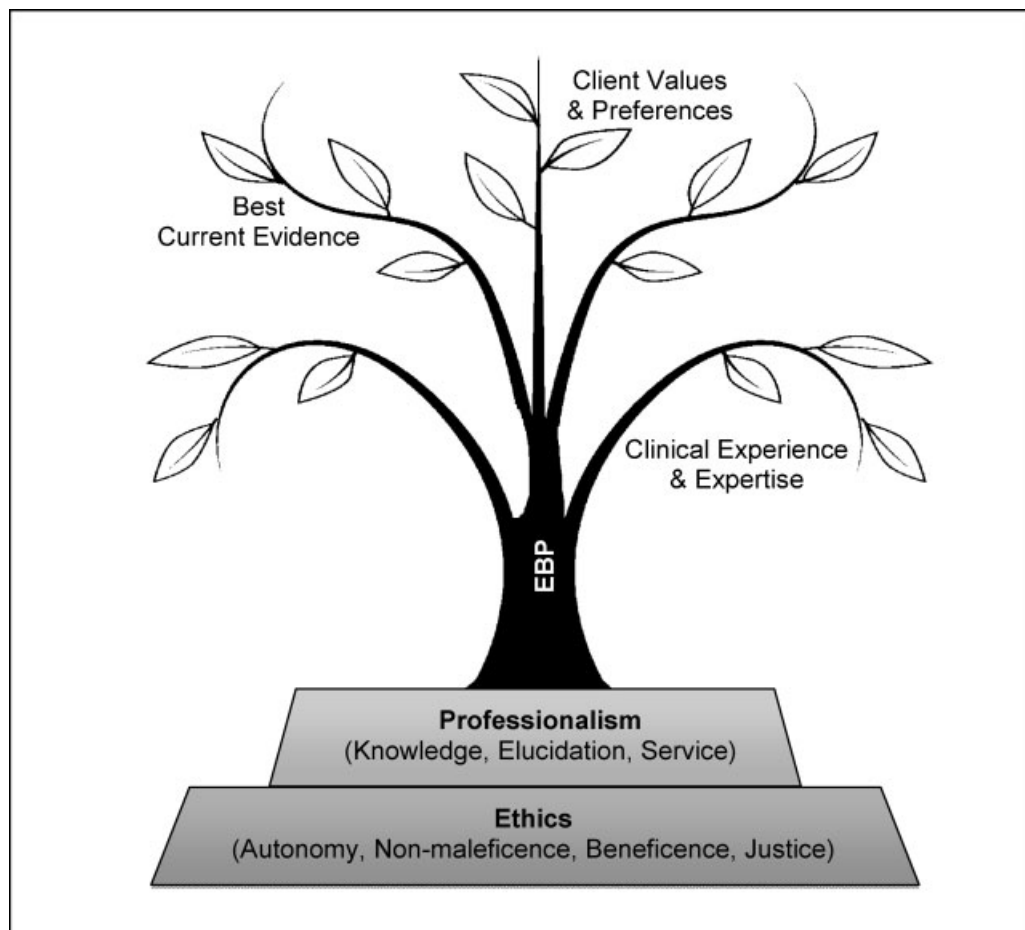 Client Values
& Preferences
Best
Current Evidence
Clinical Experience
& Expertise
EBP
Professionalism
(Knowledge, Elucidation, Service)
Ethics
(Autonomy, Non-maleficence, Beneficence, Justice)